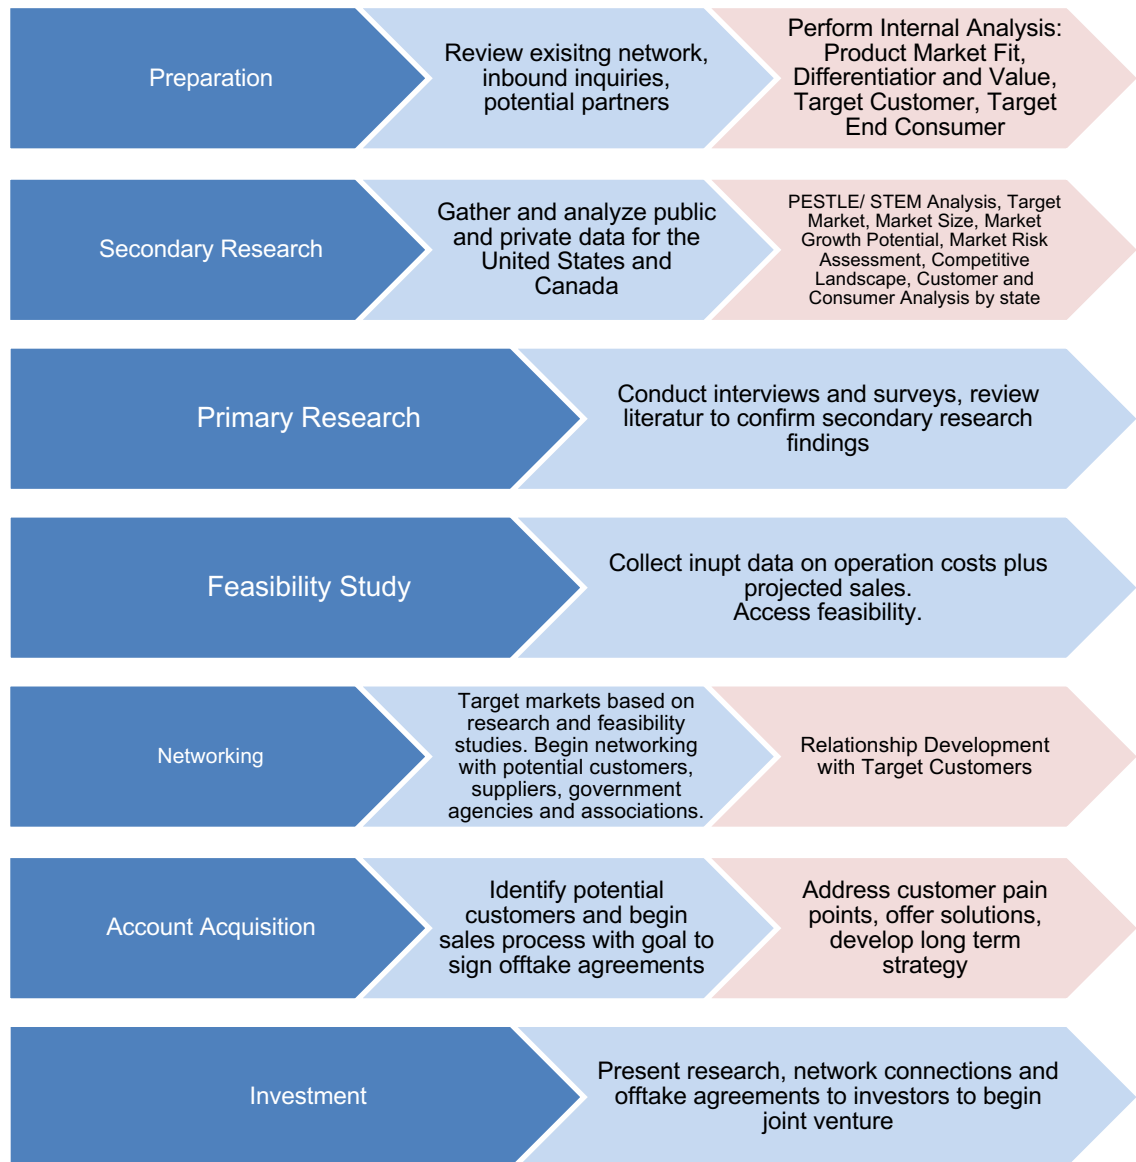 Preparation
Review exisitng network,
inbound inquiries,
potential partners
Perform Internal Analysis:
Product Market Fit,
Differentiatior and Value,
Target Customer, Target
End Consumer
Secondary Research
Gather and analyze public
and private data for the
United States and
Canada
PESTLE/ STEM Analysis, Target
Market, Market Size, Market
Growth Potential, Market Risk
Assessment, Competitive
Landscape, Customer and
Consumer Analysis by state
Primary Research
Conduct interviews and surveys, review
literatur to confirm secondary research
findings
Feasibility Study
Collect inupt data on operation costs plus
projected sales.
Access feasibility.
Networking
Target markets based on
research and feasibility
studies. Begin networking
with potential customers,
suppliers, government
agencies and associations.
Relationship Development
with Target Customers
Account Acquisition
Identify potential
customers and begin
sales process with goal to
sign offtake agreements
Address customer pain
points, offer solutions,
develop long term
strategy
Investment
Present research, network connections and
offtake agreements to investors to begin
joint venture